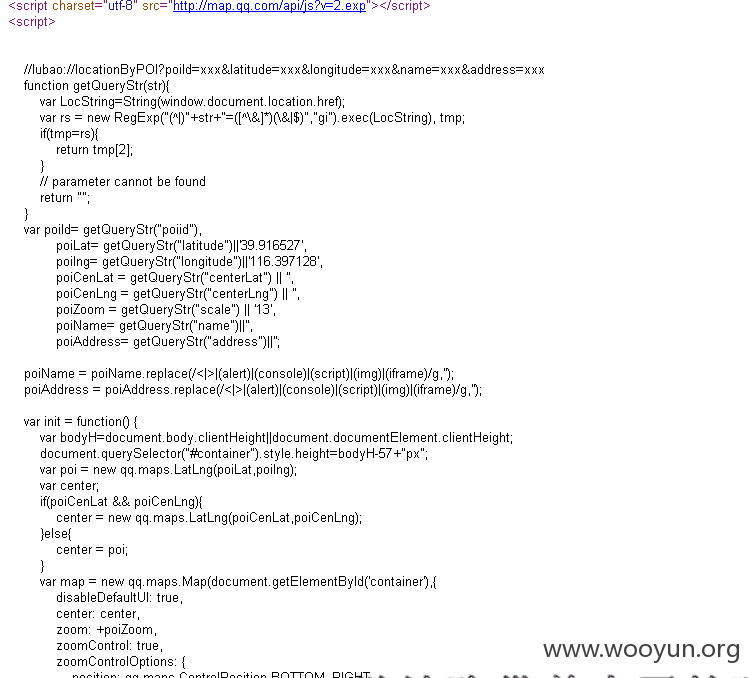 <script charset="utf-8" src="http://map.qq.com/api/js?v=2.exp"></script>
<script>
//lubao://locationByPOI?poiId=xxx&latitude=xxx&longitude=xxx&name=xxx&address=xxx
function getQueryStr(str){
var LocString=String(window.document.location.href);
var rs = new RegExp("(^|)"+str+"=([^\&]*)(\&|$)","gi").exec(LocString), tmp;
if(tmp=rs){
return tmp[2];
}
// parameter cannot be found
return "";
}
var poiId= getQueryStr("poiid"),
poiLat= getQueryStr("latitude")||'39.916527',
poilng= getQueryStr("longitude")||'116.397128',
poiCenLat = getQueryStr("centerLat") || '',
poiCenLng = getQueryStr("centerLng") || '',
poiZoom = getQueryStr("scale") || '13',
poiName= getQueryStr("name")||'',
poiAddress= getQueryStr("address")||'';
poiName = poiName.replace(/<|>|(alert)|(console)|(script)|(img)|(iframe)/g,'');
poiAddress = poiAddress.replace(/<|>|(alert)|(console)|(script)|(img)|(iframe)/g,'');
var init = function() {
var bodyH=document.body.clientHeight||document.documentElement.clientHeight;
document.querySelector("#container").style.height=bodyH-57+"px";
var poi = new qq.maps.LatLng(poiLat,poilng);
var center;
if(poiCenLat && poiCenLng){
center = new qq.maps.LatLng(poiCenLat,poiCenLng);
}else{
center = poi;
}
var map = new qq.maps.Map(document.getElementById('container'),{
disableDefaultUI: true,
center: center,
zoom: +poiZoom,
zoomControl: true,
zoomControlOptions: {
position: qq.maps.ControlPosition.BOTTOM_RIGHT
www.wooyun.org